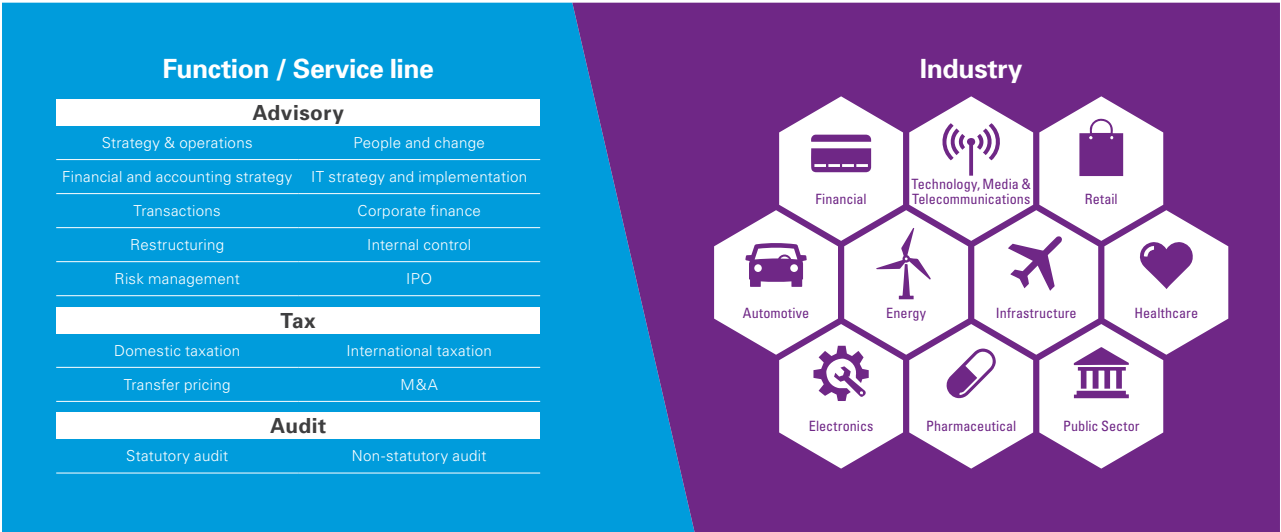 Function / Service line
Advisory
Strategy & operations People and change
Financial and accounting strategy IT strategy and implementation
Transactions Corporate finance
Restructuring Internal control
Risk management IPO
Tax
Domestic taxation International taxation
Transfer pricing M&A
Audit
Statutory audit Non-statutory audit
Industry
Financial
Technology, Media &
Telecommunications
Retail
Automotive
Energy
Infrastructure
Healthcare
Electronics
Pharmaceutical
Public Sector